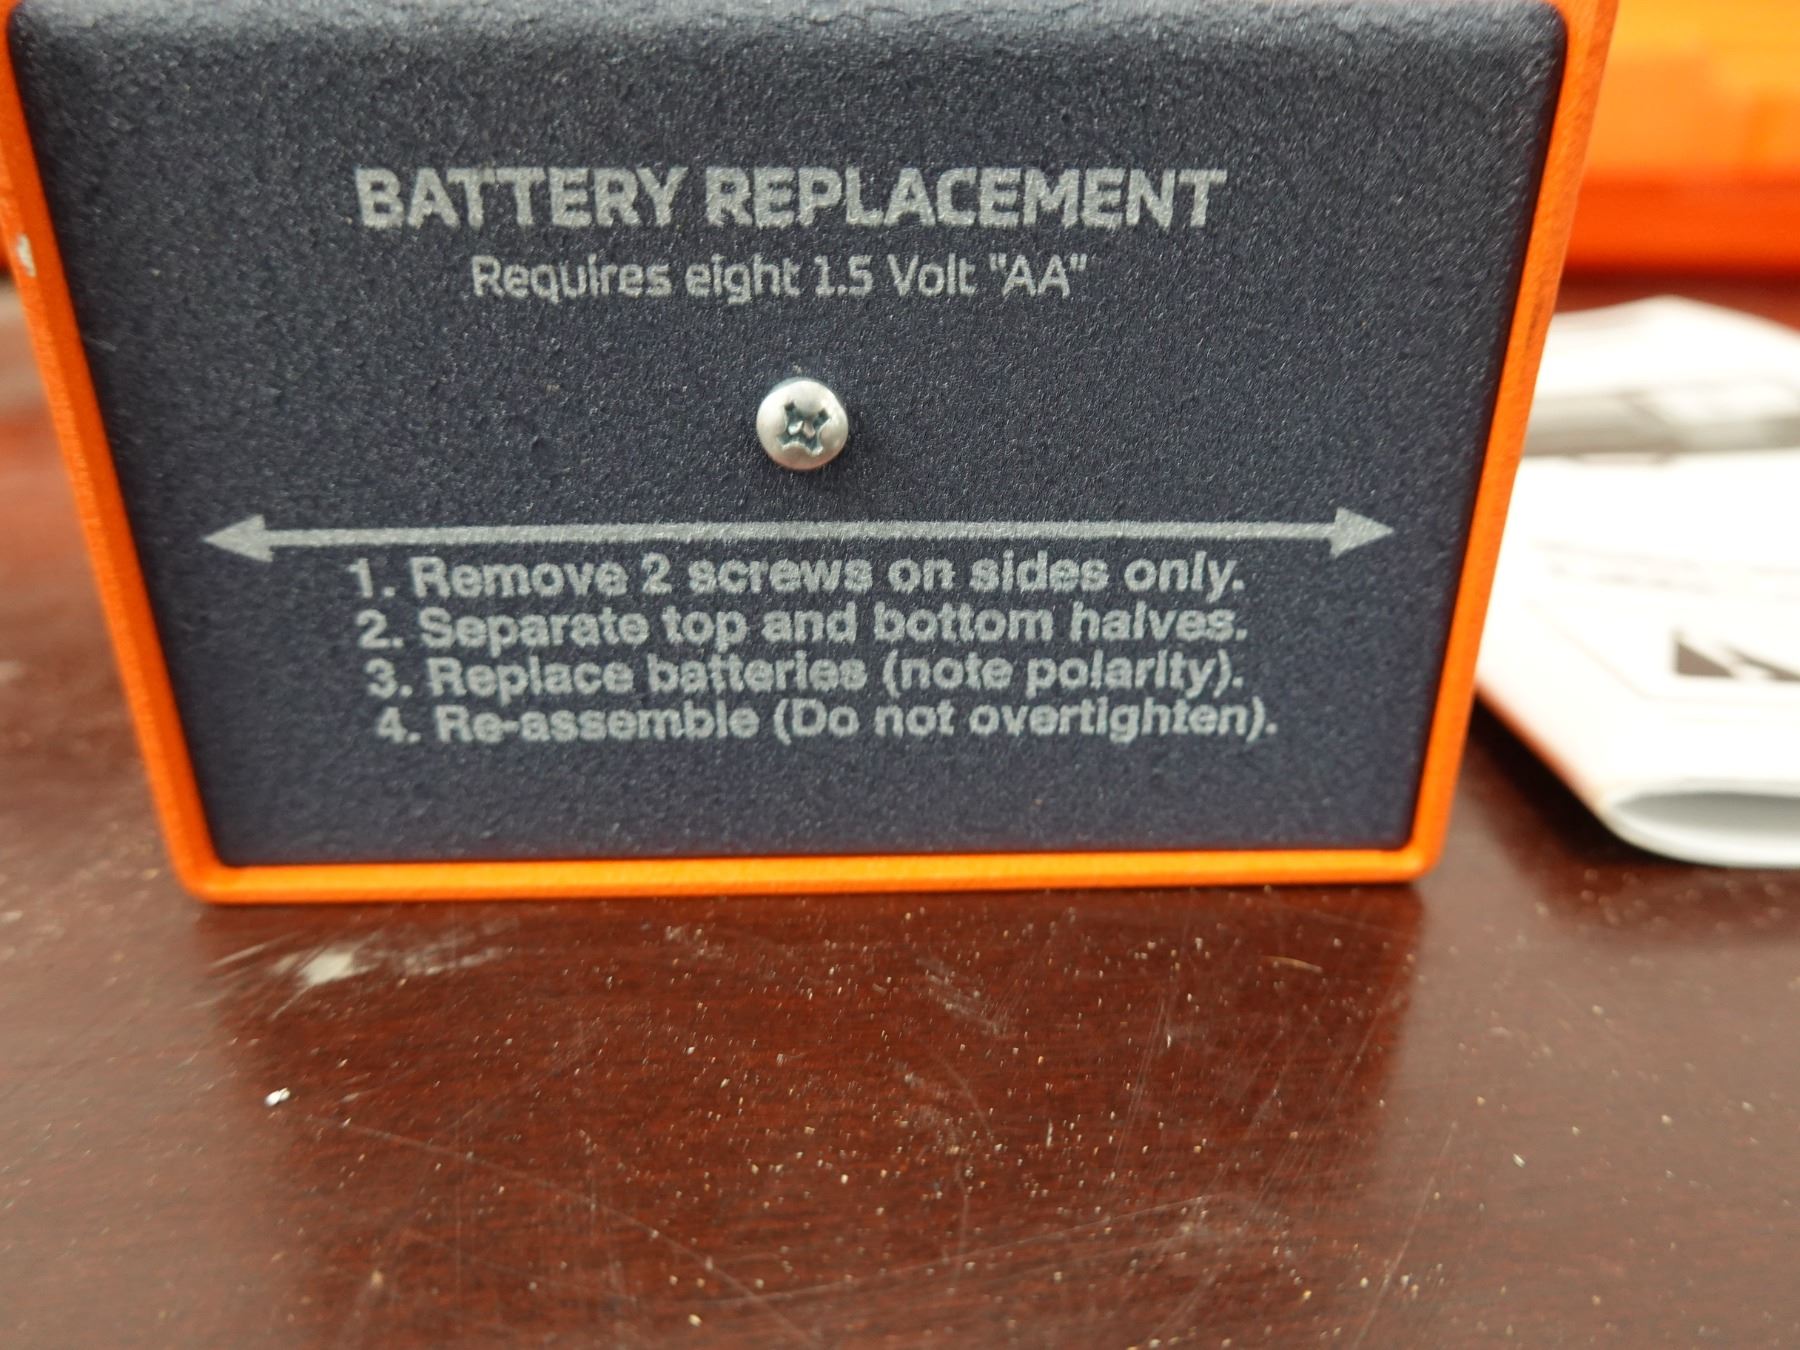 BATTERY REPLACEMENT
Requires eight 1.5 Volt "AA"
1. Remove 2 screws on sides only.
2. Separate top and bottom halves.
3. Replace batteries (note polarity).
4. Re-assemble (Do not overtighten).